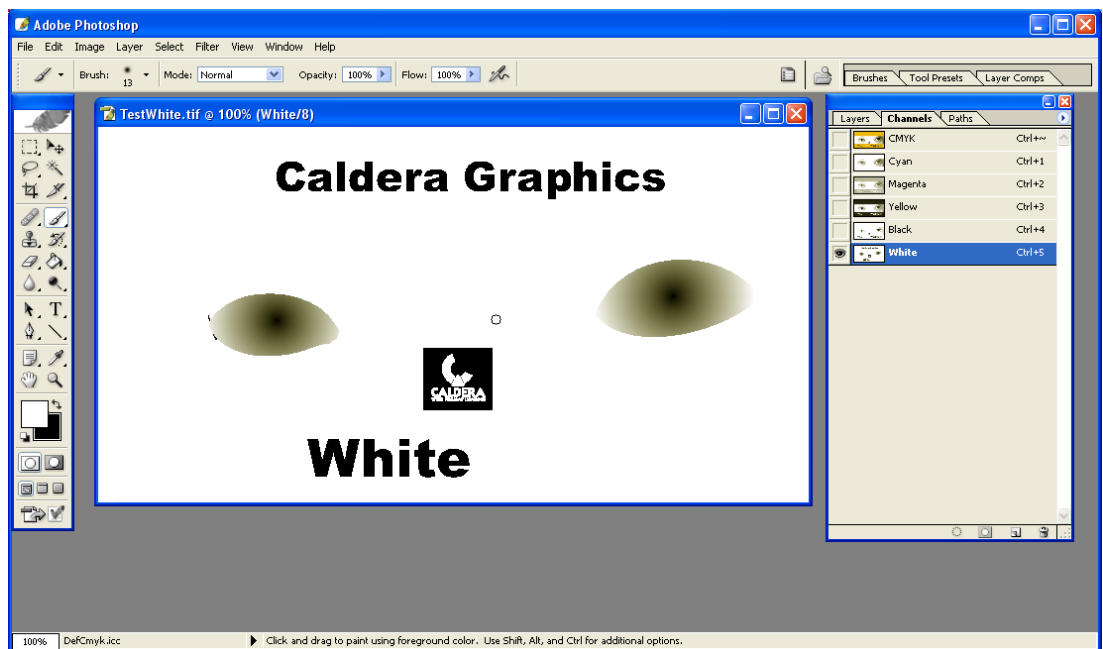 Adobe Photoshop
File Edit Image Layer Select Filter View Window Help
Brush: 13 Mode: Normal Opacity: 100% Flow: 100% Brushes Tool Presets Layer Comps
TestWhite.tif @ 100% (White/8)
Layers Channels Paths
CMYK Ctrl+~
Cyan Ctrl+1
Magenta Ctrl+2
Yellow Ctrl+3
Black Ctrl+4
White Ctrl+5
Caldera Graphics
CALDERA
White
100% DefCmyk.icc Click and drag to paint using foreground color. Use Shift, Alt, and Ctrl for additional options.